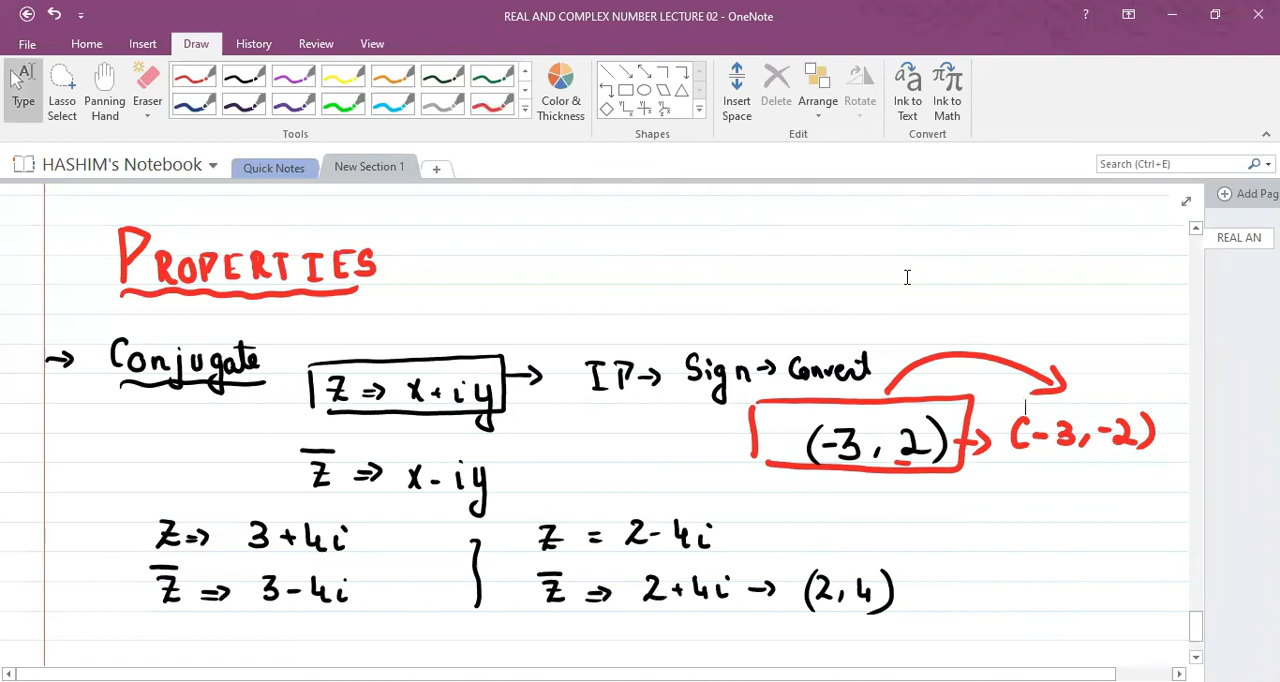 REAL AND COMPLEX NUMBER LECTURE 02 - OneNote
File Home Insert Draw History Review View
Type Lasso Select Panning Hand Eraser Color & Thickness Insert Space Delete Arrange Rotate Ink to Text Ink to Math
Tools Shapes Edit Convert
HASHIM's Notebook Quick Notes New Section 1 Search (Ctrl+E)
Add Pag
REAL AN
PROPERTIES
→ Conjugate z ⇒ x+iy → IP → Sign → Convert
(-3, 2) → (-3, -2)
z̅ ⇒ x-iy
z ⇒ 3+4i z = 2-4i
z̅ ⇒ 3-4i z̅ ⇒ 2+4i → (2, 4)